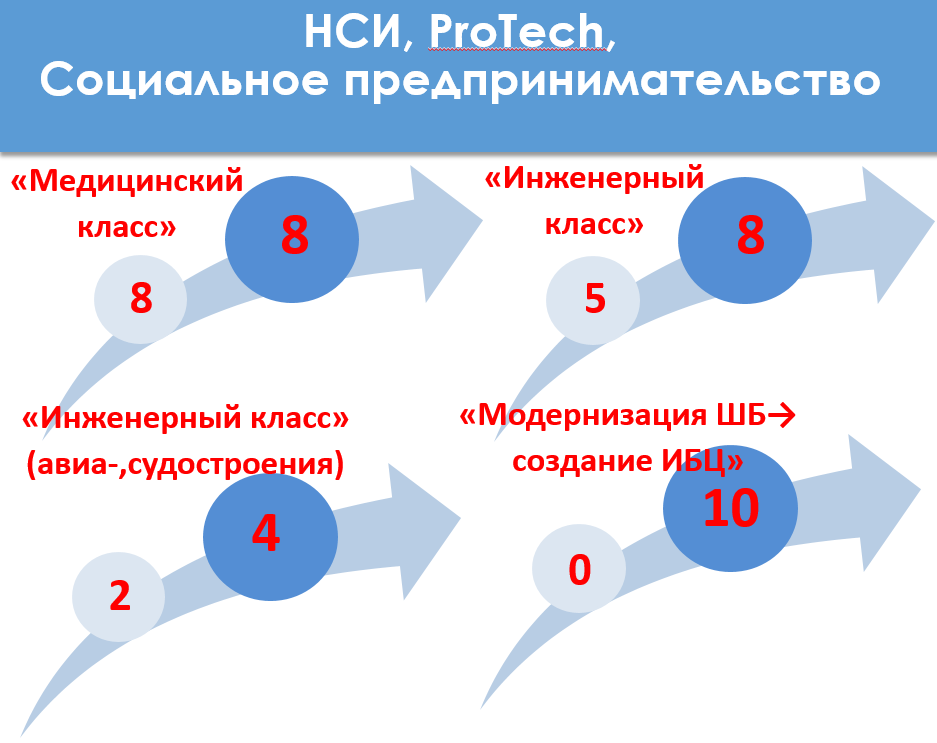 НСИ, ProTech,
Социальное предпринимательство
«Медицинский
класс»
8
8
«Инженерный
класс»
5
8
«Инженерный класс»
(авиа-,судостроения)
2
4
«Модернизация ШБ→
создание ИБЦ»
0
10